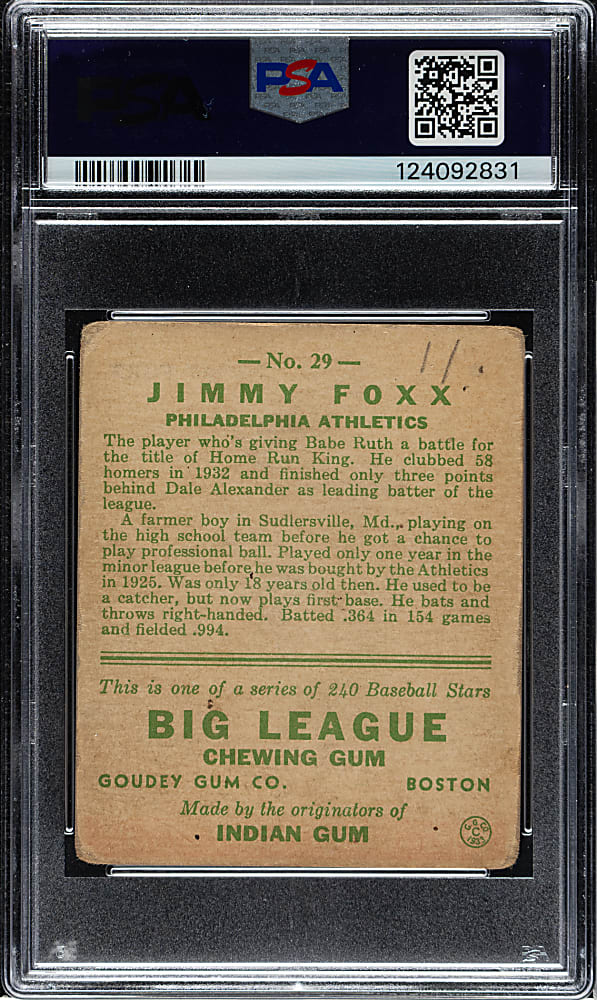 PSA
PSA
124092831
— No. 29 —
11.
JIMMY FOXX
PHILADELPHIA ATHLETICS
The player who's giving Babe Ruth a battle for
the title of Home Run King. He clubbed 58
homers in 1932 and finished only three points
behind Dale Alexander as leading batter of the
league.
A farmer boy in Sudlersville, Md., playing on
the high school team before he got a chance to
play professional ball. Played only one year in the
minor league before he was bought by the Athletics
in 1925. Was only 18 years old then. He used to be
a catcher, but now plays first base. He bats and
throws right-handed. Batted .364 in 154 games
and fielded .994.
This is one of a series of 240 Baseball Stars
BIG LEAGUE
CHEWING GUM
GOUDEY GUM CO. BOSTON
Made by the originators of
INDIAN GUM
G. G. Co.
C
1933